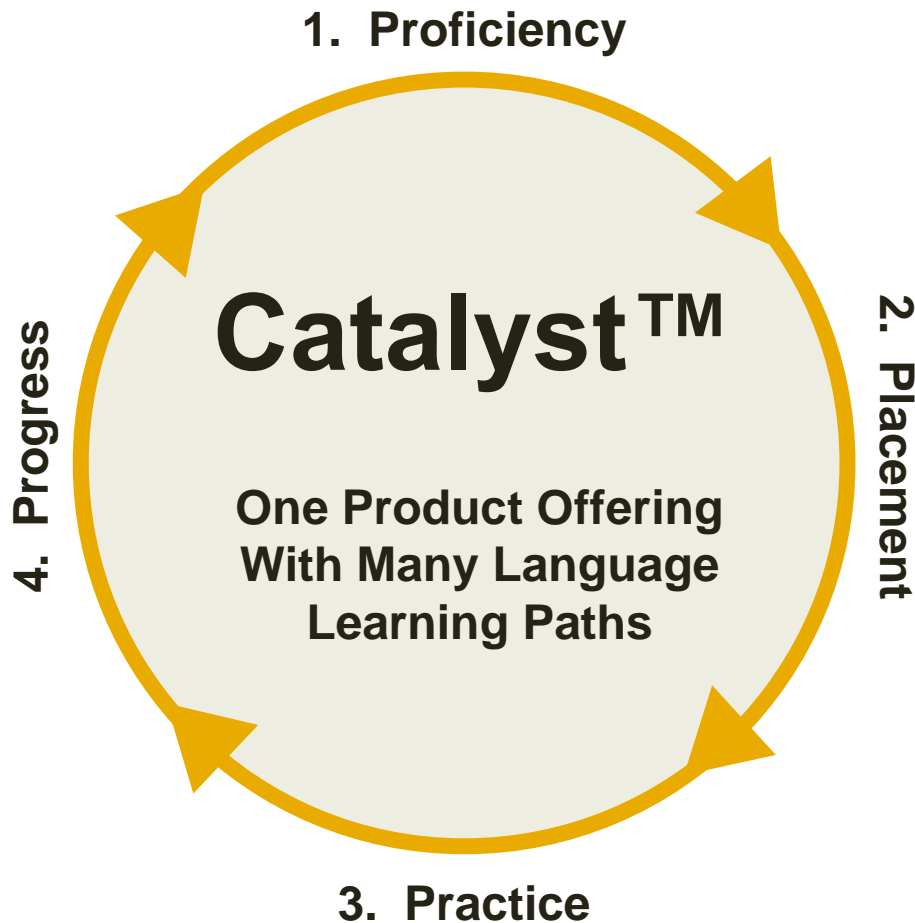 1. Proficiency
Catalyst™
One Product Offering
With Many Language
Learning Paths
2. Placement
3. Practice
4. Progress